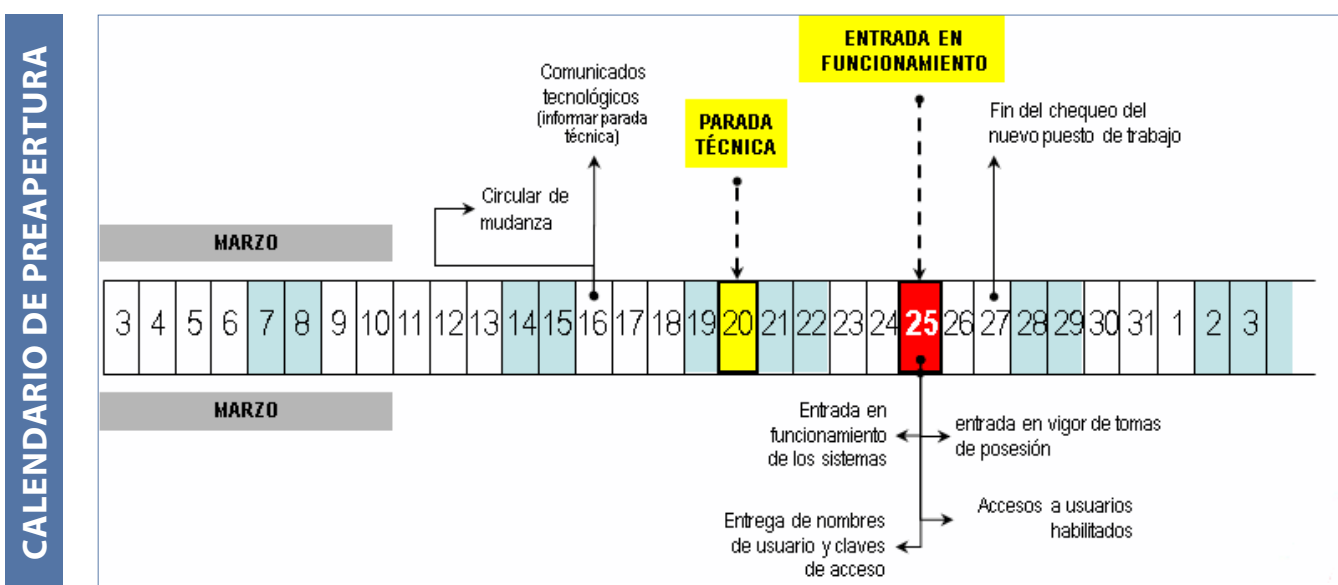 CALENDARIO DE PREAPERTURA
ENTRADA EN
FUNCIONAMIENTO
Comunicados
tecnológicos
(informar parada
técnica)
PARADA
TÉCNICA
Fin del chequeo del
nuevo puesto de trabajo
Circular de
mudanza
MARZO
3 4 5 6 7 8 9 10 11 12 13 14 15 16 17 18 19 20 21 22 23 24 25 26 27 28 29 30 31 1 2 3
MARZO
Entrada en
funcionamiento
de los sistemas
entrada en vigor de tomas
de posesión
Accesos a usuarios
habilitados
Entrega de nombres
de usuario y claves
de acceso